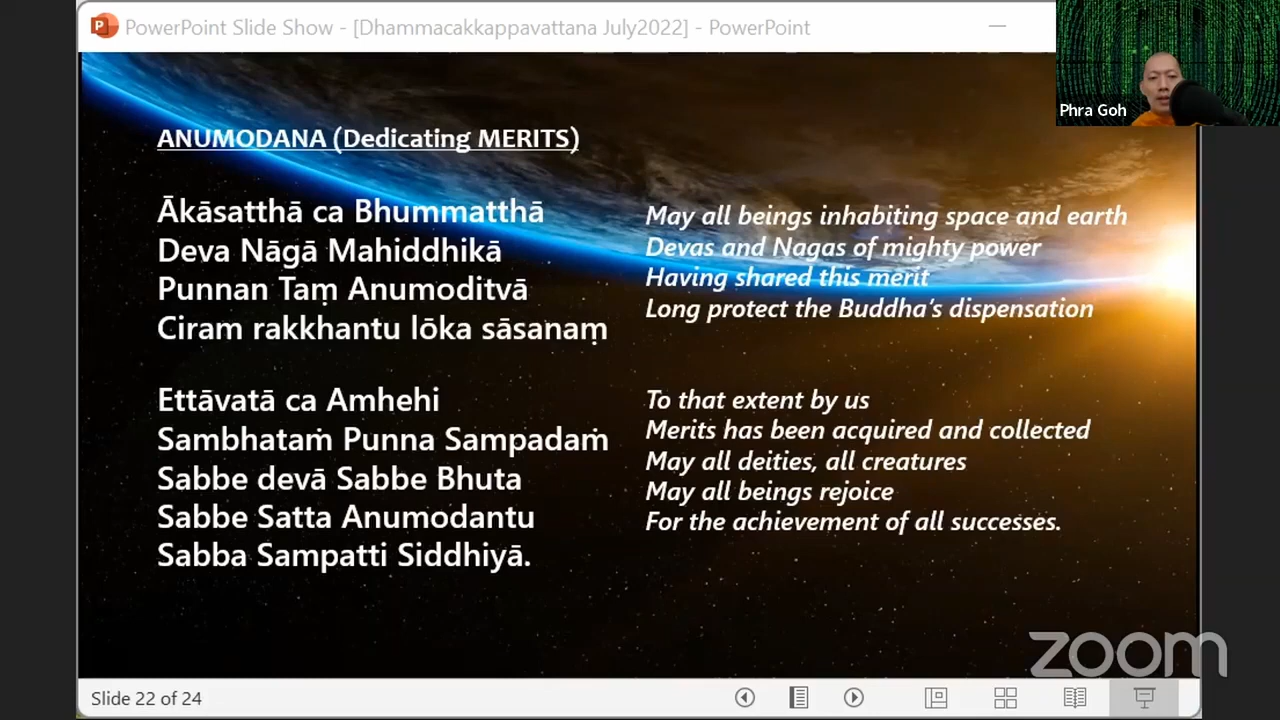 PowerPoint Slide Show - [Dhammacakkappavattana July2022] - PowerPoint
Phra Goh
ANUMODANA (Dedicating MERITS)
Ākāsatthā ca Bhummatthā
Deva Nāgā Mahiddhikā
Punnan Taṃ Anumoditvā
Ciram rakkhantu lōka sāsanaṃ
May all beings inhabiting space and earth
Devas and Nagas of mighty power
Having shared this merit
Long protect the Buddha's dispensation
Ettāvatā ca Amhehi
Sambhataṁ Punna Sampadaṁ
Sabbe devā Sabbe Bhuta
Sabbe Satta Anumodantu
Sabba Sampatti Siddhiyā.
To that extent by us
Merits has been acquired and collected
May all deities, all creatures
May all beings rejoice
For the achievement of all successes.
zoom
Slide 22 of 24